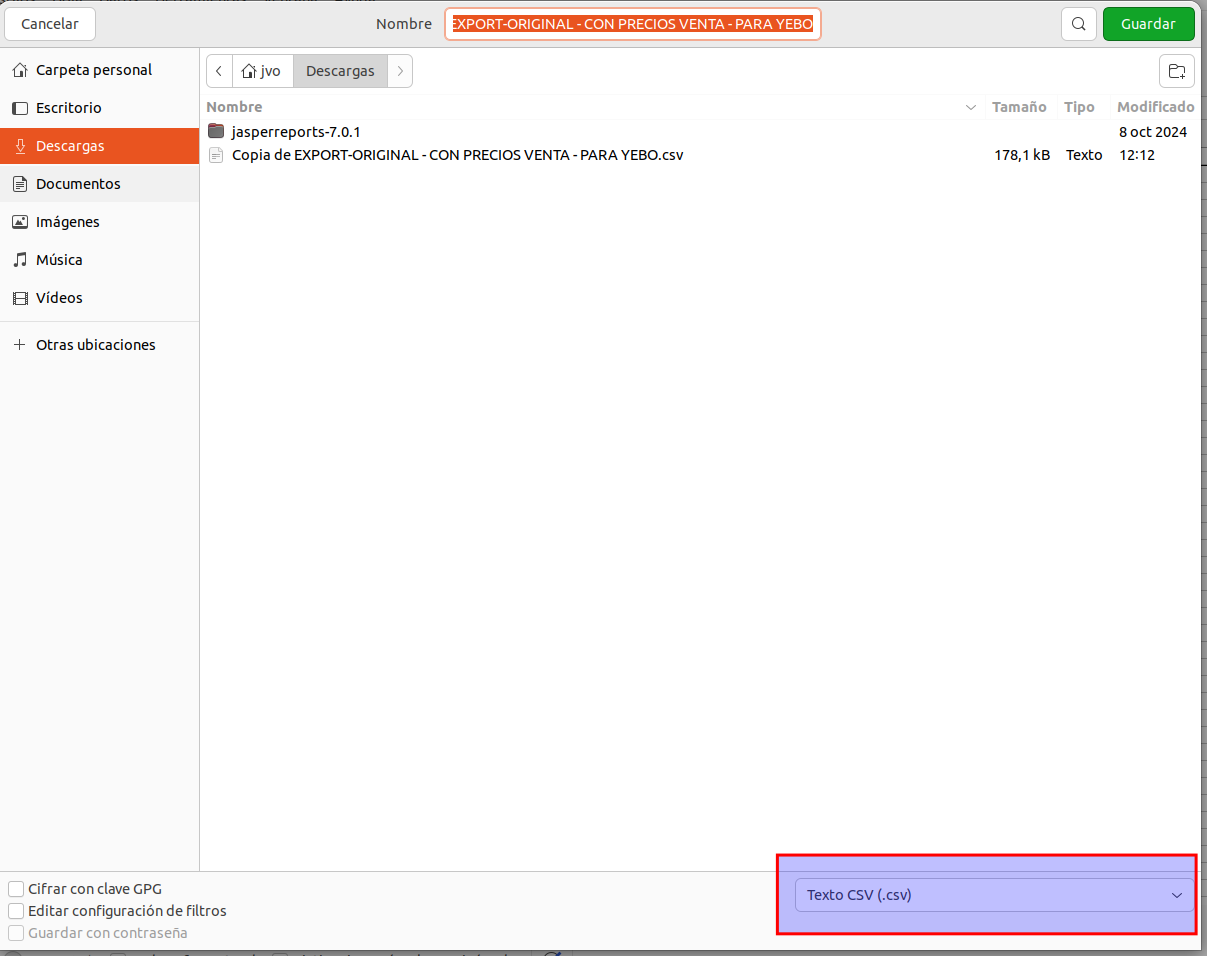 Cancelar
Nombre
EXPORT-ORIGINAL - CON PRECIOS VENTA - PARA YEBO
Guardar
Carpeta personal
Escritorio
Descargas
Documentos
Imágenes
Música
Vídeos
Otras ubicaciones
jvo
Descargas
Nombre Tamaño Tipo Modificado
jasperreports-7.0.1 8 oct 2024
Copia de EXPORT-ORIGINAL - CON PRECIOS VENTA - PARA YEBO.csv 178,1 kB Texto 12:12
Cifrar con clave GPG
Editar configuración de filtros
Guardar con contraseña
Texto CSV (.csv)